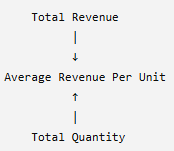 Total Revenue
|
↓
Average Revenue Per Unit
↑
|
Total Quantity